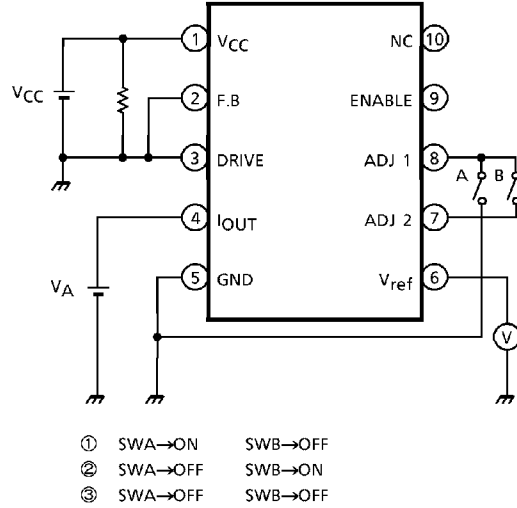 1 VCC NC 10
VCC
2 F.B ENABLE 9
3 DRIVE ADJ 1 8
A B
4 IOUT ADJ 2 7
5 GND Vref 6
VA
V
① SWA→ON SWB→OFF
② SWA→OFF SWB→ON
③ SWA→OFF SWB→OFF